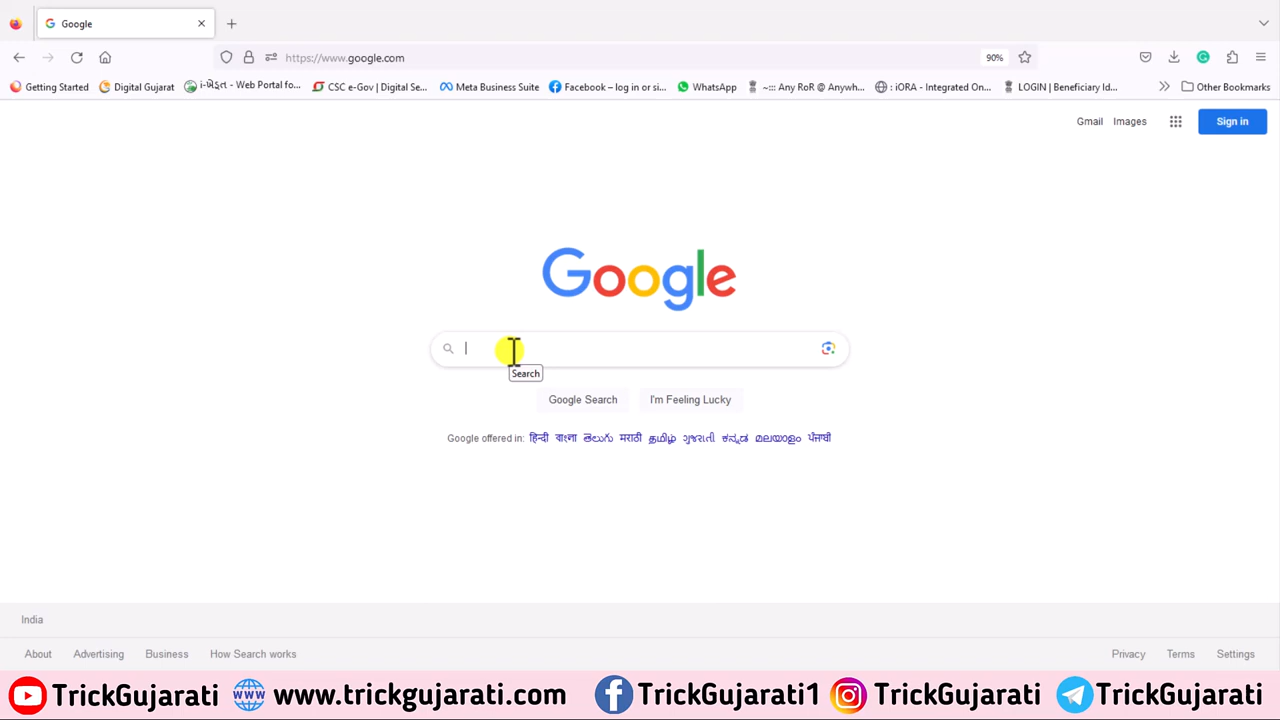 Google
https://www.google.com
90%
Getting Started
Digital Gujarat
i-ખેડૂત - Web Portal fo...
CSC e-Gov | Digital Se...
Meta Business Suite
Facebook – log in or si...
WhatsApp
~::: Any RoR @ Anywh...
: iORA - Integrated On...
LOGIN | Beneficiary Id...
Other Bookmarks
Gmail
Images
Sign in
Google
Search
Google Search
I'm Feeling Lucky
Google offered in: हिन्दी বাংলা తెలుగు मराठी தமிழ் ગુજરાતી ಕನ್ನಡ മലയാളം ਪੰਜਾਬੀ
India
About
Advertising
Business
How Search works
Privacy
Terms
Settings
TrickGujarati
www.trickgujarati.com
TrickGujarati1
TrickGujarati
TrickGujarati